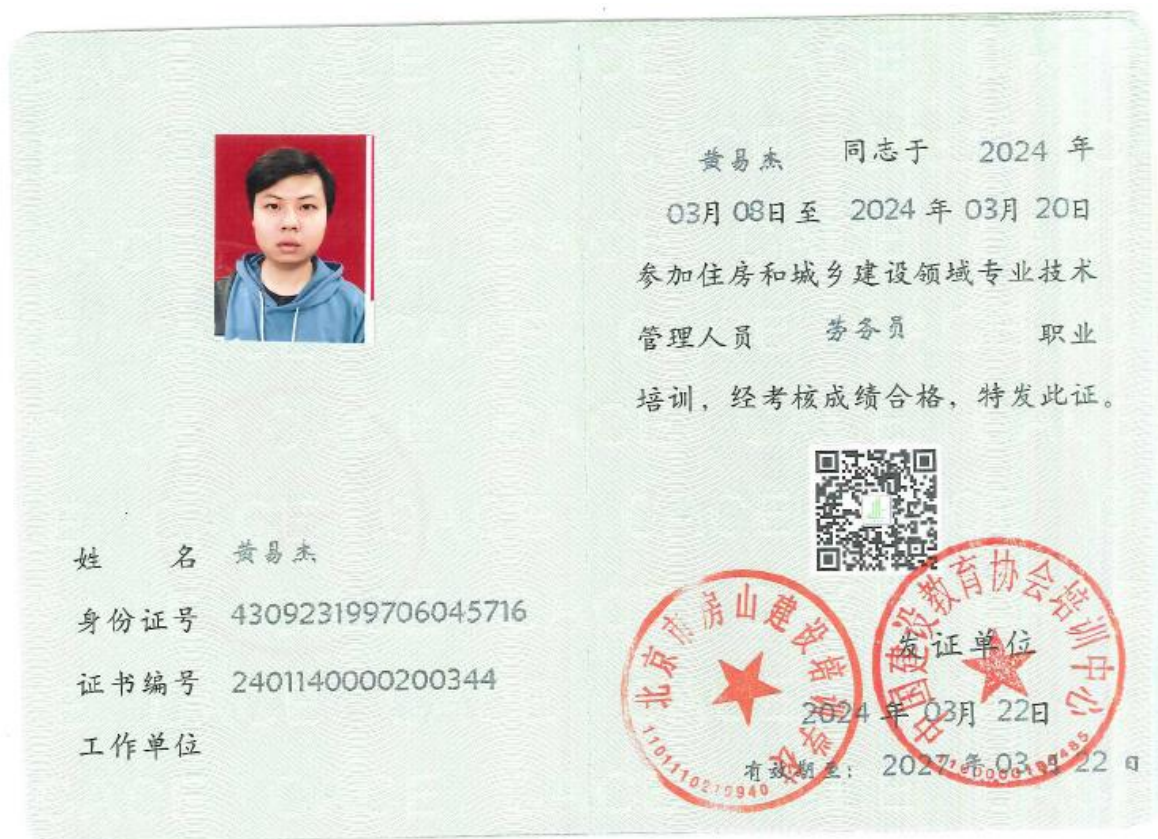 姓 名 黄易杰
身份证号 430923199706045716
证书编号 2401140000200344
工作单位
黄易杰 同志于 2024 年
03月 08日 至 2024 年 03月 20日
参加住房和城乡建设领域专业技术
管理人员 劳务员 职业
培训，经考核成绩合格，特发此证。
北京市房山建设培训学校
中国建设教育协会培训中心
发证单位
2024 年 03月 22日
有效期至： 2027 年 03 月 22 日